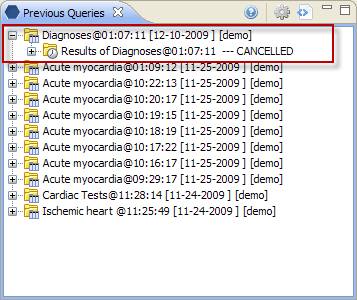 Previous Queries
Diagnoses@01:07:11 [12-10-2009 ] [demo]
Results of Diagnoses@01:07:11 --- CANCELLED
Acute myocardia@01:09:12 [11-25-2009 ] [demo]
Acute myocardia@10:22:13 [11-25-2009 ] [demo]
Acute myocardia@10:20:17 [11-25-2009 ] [demo]
Acute myocardia@10:19:15 [11-25-2009 ] [demo]
Acute myocardia@10:18:19 [11-25-2009 ] [demo]
Acute myocardia@10:17:22 [11-25-2009 ] [demo]
Acute myocardia@10:16:17 [11-25-2009 ] [demo]
Acute myocardia@09:29:17 [11-25-2009 ] [demo]
Cardiac Tests@11:28:14 [11-24-2009 ] [demo]
Ischemic heart @11:25:49 [11-24-2009 ] [demo]